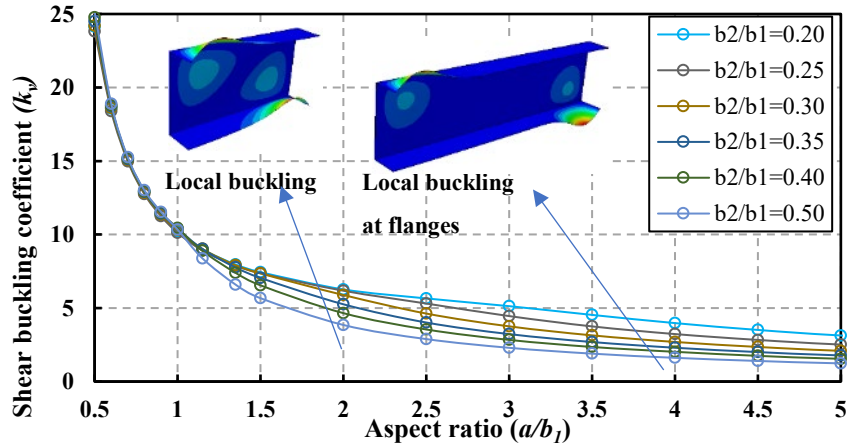 Shear buckling coefficient (kv)
25
20
15
10
5
0
Local buckling
Local buckling
at flanges
b2/b1=0.20
b2/b1=0.25
b2/b1=0.30
b2/b1=0.35
b2/b1=0.40
b2/b1=0.50
0.5 1 1.5 2 2.5 3 3.5 4 4.5 5
Aspect ratio (a/b1)